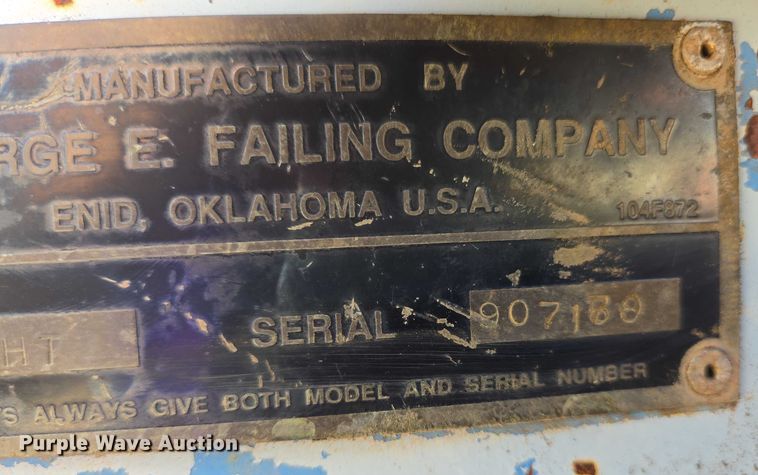 MANUFACTURED BY
RGE E. FAILING COMPANY
ENID, OKLAHOMA U.S.A. 104F872
HT SERIAL
S ALWAYS GIVE BOTH MODEL AND SERIAL NUMBER
Purple Wave Auction